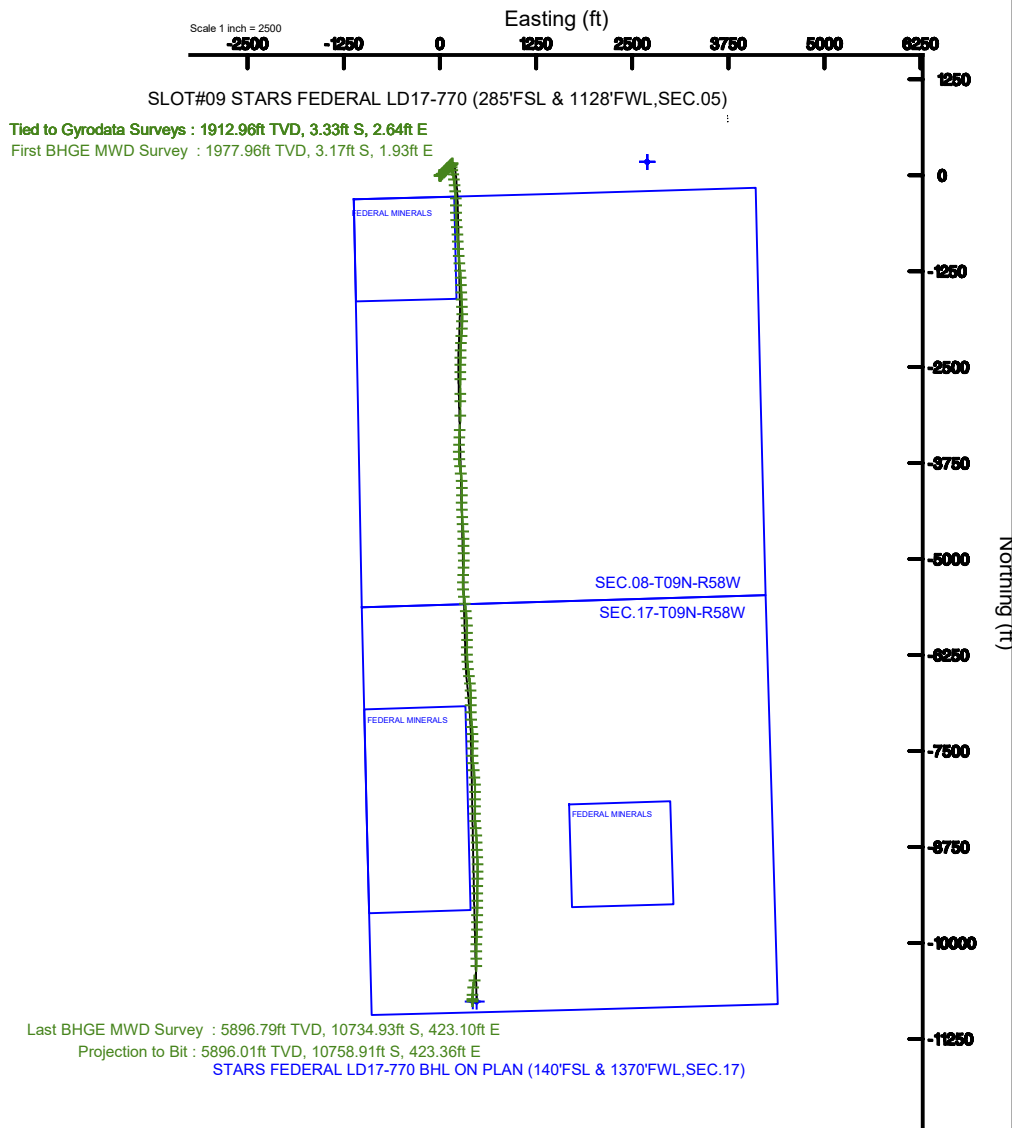 Easting (ft)
Scale 1 inch = 2500
-2500 -1250 0 1250 2500 3750 5000 6250
1250
SLOT#09 STARS FEDERAL LD17-770 (285'FSL & 1128'FWL,SEC.05)
Tied to Gyrodata Surveys : 1912.96ft TVD, 3.33ft S, 2.64ft E
First BHGE MWD Survey : 1977.96ft TVD, 3.17ft S, 1.93ft E
0
FEDERAL MINERALS
-1250
-2500
-3750
-5000
Northing (ft)
SEC.08-T09N-R58W
SEC.17-T09N-R58W
-6250
FEDERAL MINERALS
-7500
FEDERAL MINERALS
-8750
-10000
Last BHGE MWD Survey : 5896.79ft TVD, 10734.93ft S, 423.10ft E
-11250
Projection to Bit : 5896.01ft TVD, 10758.91ft S, 423.36ft E
STARS FEDERAL LD17-770 BHL ON PLAN (140'FSL & 1370'FWL,SEC.17)